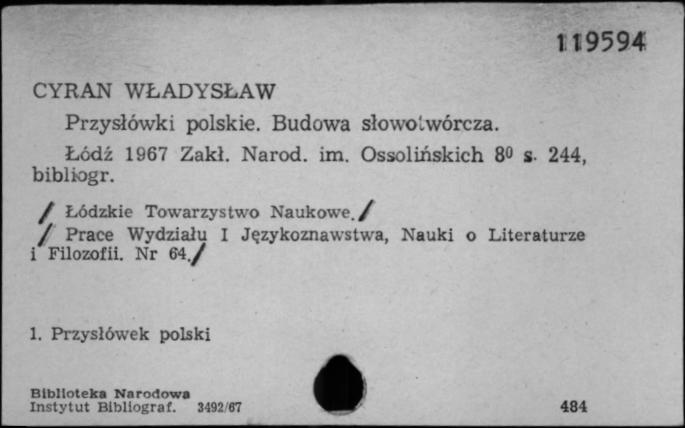 119594
CYRAN WŁADYSŁAW
Przysłówki polskie. Budowa słowotwórcza.
Łódź 1967 Zakł. Narod. im. Ossolińskich 8⁰ s. 244,
bibliogr.
/ Łódzkie Towarzystwo Naukowe. /
/ Prace Wydziału I Językoznawstwa, Nauki o Literaturze
i Filozofii. Nr 64. /
1. Przysłówek polski
Biblioteka Narodowa
Instytut Bibliograf. 3492/67 484